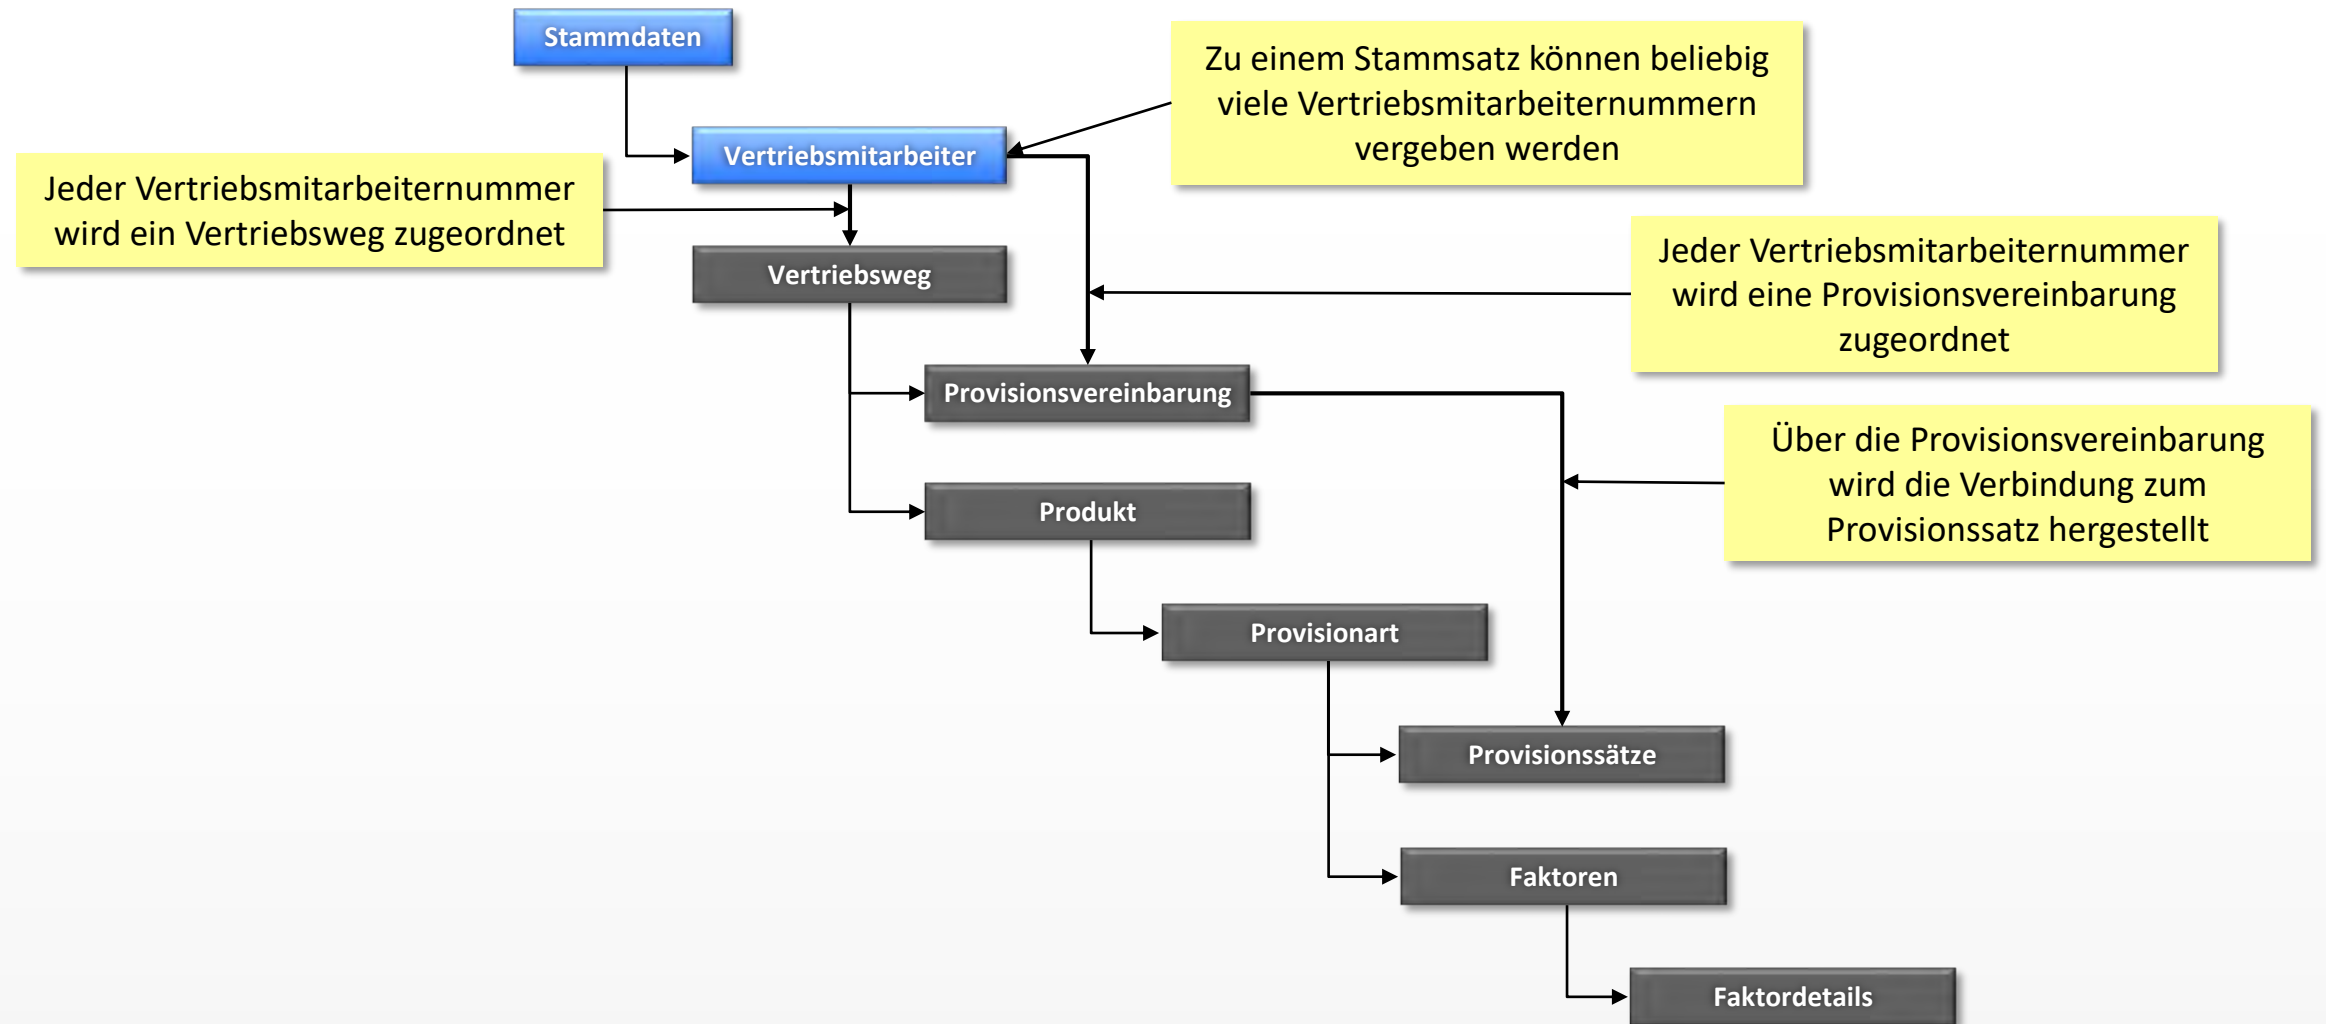 Stammdaten
Zu einem Stammsatz können beliebig
viele Vertriebsmitarbeiternummern
vergeben werden
Vertriebsmitarbeiter
Jeder Vertriebsmitarbeiternummer
wird ein Vertriebsweg zugeordnet
Vertriebsweg
Jeder Vertriebsmitarbeiternummer
wird eine Provisionsvereinbarung
zugeordnet
Provisionsvereinbarung
Über die Provisionsvereinbarung
wird die Verbindung zum
Provisionssatz hergestellt
Produkt
Provisionart
Provisionssätze
Faktoren
Faktordetails